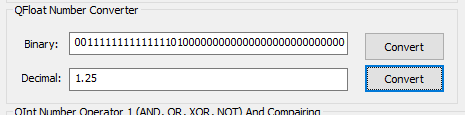 QFloat Number Converter
Binary: 001111111111111101000000000000000000000000000
Convert
Decimal: 1.25
Convert
QInt Number Operator 1 (AND, OR, XOR, NOT) And Compairing